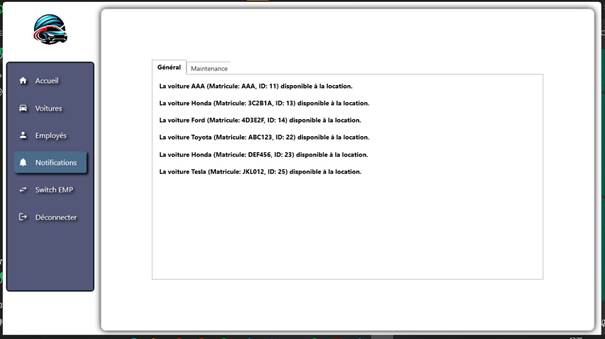 Accueil
Voitures
Employés
Notifications
Switch EMP
Déconnecter
Général
Maintenance
La voiture AAA (Matricule: AAA, ID: 11) disponible à la location.
La voiture Honda (Matricule: 3C2B1A, ID: 13) disponible à la location.
La voiture Ford (Matricule: 4D3E2F, ID: 14) disponible à la location.
La voiture Toyota (Matricule: ABC123, ID: 22) disponible à la location.
La voiture Honda (Matricule: DEF456, ID: 23) disponible à la location.
La voiture Tesla (Matricule: JKL012, ID: 25) disponible à la location.